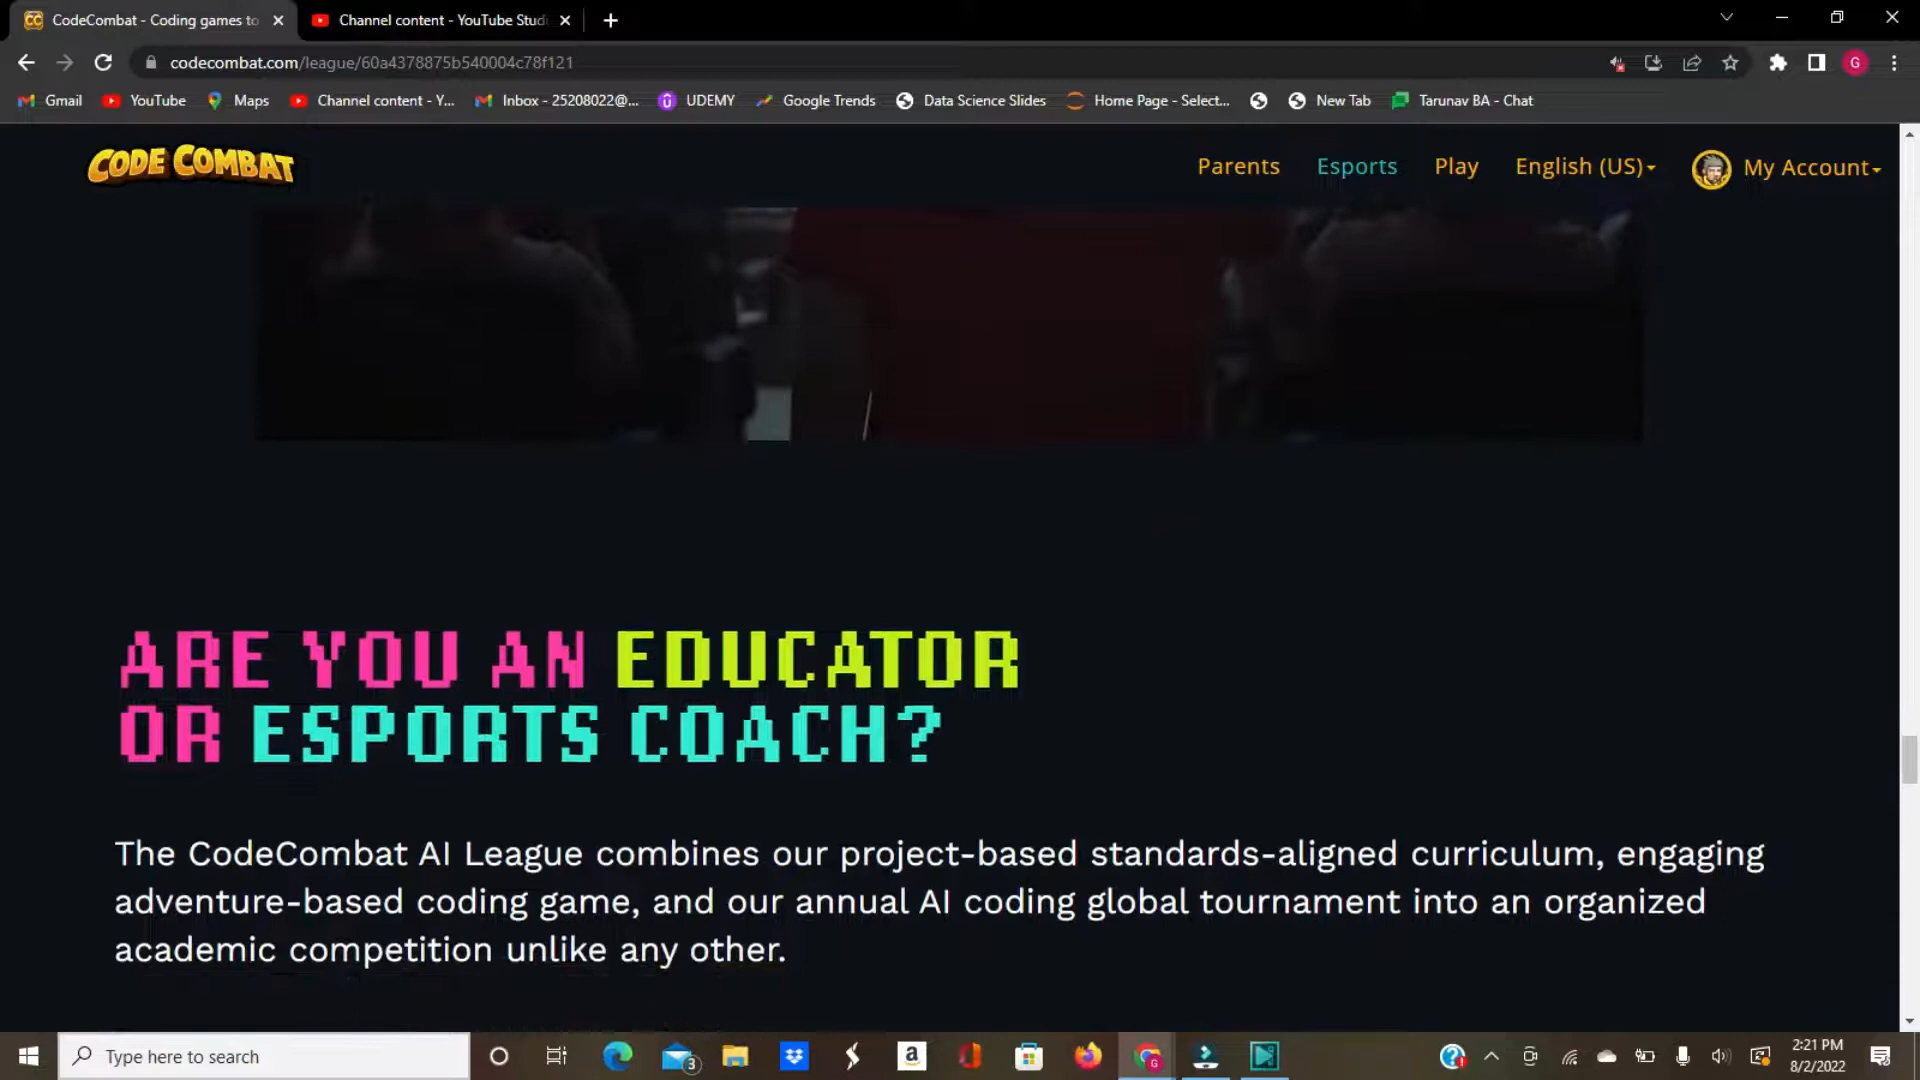 CodeCombat - Coding games to
Channel content - YouTube Stud
codecombat.com/league/60a4378875b540004c78f121
G
Gmail
YouTube
Maps
Channel content - Y...
Inbox - 25208022@...
UDEMY
Google Trends
Data Science Slides
Home Page - Select...
New Tab
Tarunav BA - Chat
CODE COMBAT
Parents
Esports
Play
English (US)
My Account
ARE YOU AN EDUCATOR
OR ESPORTS COACH?
The CodeCombat AI League combines our project-based standards-aligned curriculum, engaging
adventure-based coding game, and our annual AI coding global tournament into an organized
academic competition unlike any other.
Type here to search
3
2:21 PM
8/2/2022